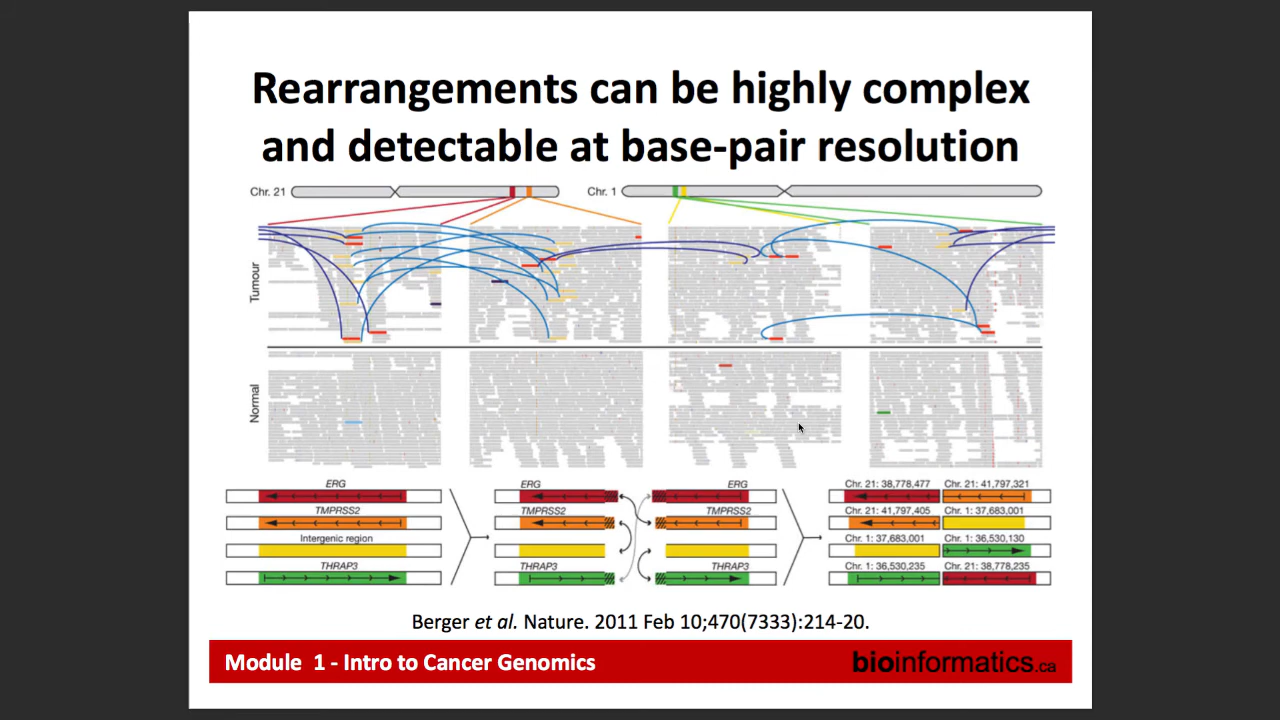 Rearrangements can be highly complex
and detectable at base-pair resolution
Chr. 21
Chr. 1
Tumour
Normal
ERG
TMPRSS2
Intergenic region
THRAP3
ERG
TMPRSS2
THRAP3
ERG
TMPRSS2
THRAP3
Chr. 21: 38,778,477 Chr. 21: 41,797,321
Chr. 21: 41,797,405 Chr. 1: 37,683,001
Chr. 1: 37,683,001 Chr. 1: 36,530,130
Chr. 1: 36,530,235 Chr. 21: 38,778,235
Berger et al. Nature. 2011 Feb 10;470(7333):214-20.
Module 1 - Intro to Cancer Genomics
bioinformatics.ca